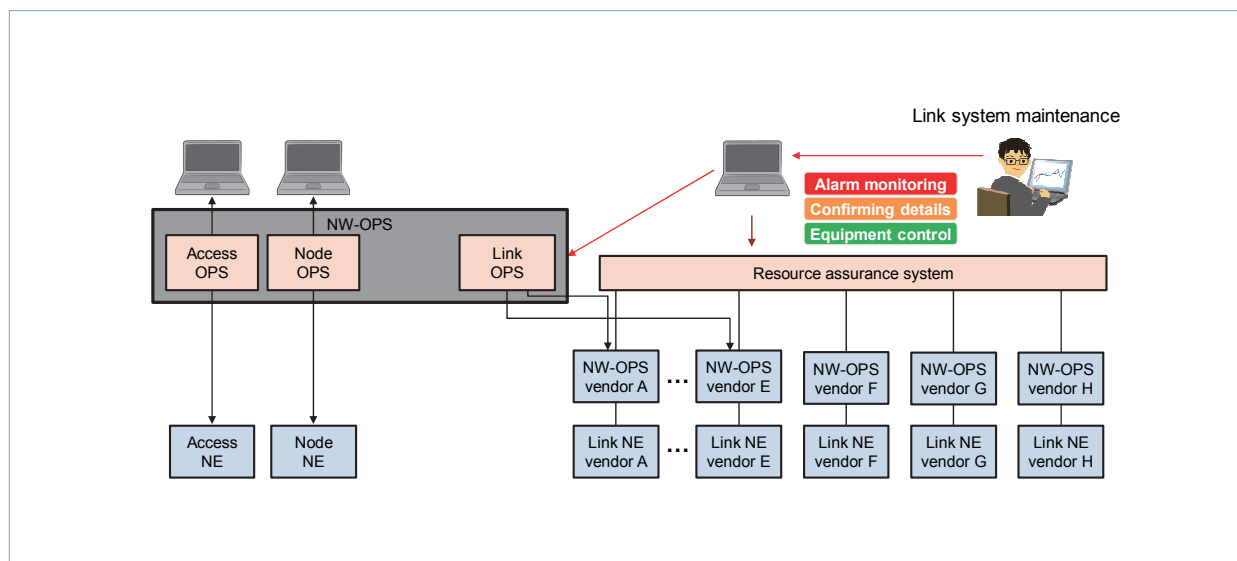 Link system maintenance
Alarm monitoring
Confirming details
Equipment control
NW-OPS
Access
OPS
Node
OPS
Link
OPS
Resource assurance system
NW-OPS
vendor A
...
NW-OPS
vendor E
NW-OPS
vendor F
NW-OPS
vendor G
NW-OPS
vendor H
Access
NE
Node
NE
Link NE
vendor A
...
Link NE
vendor E
Link NE
vendor F
Link NE
vendor G
Link NE
vendor H